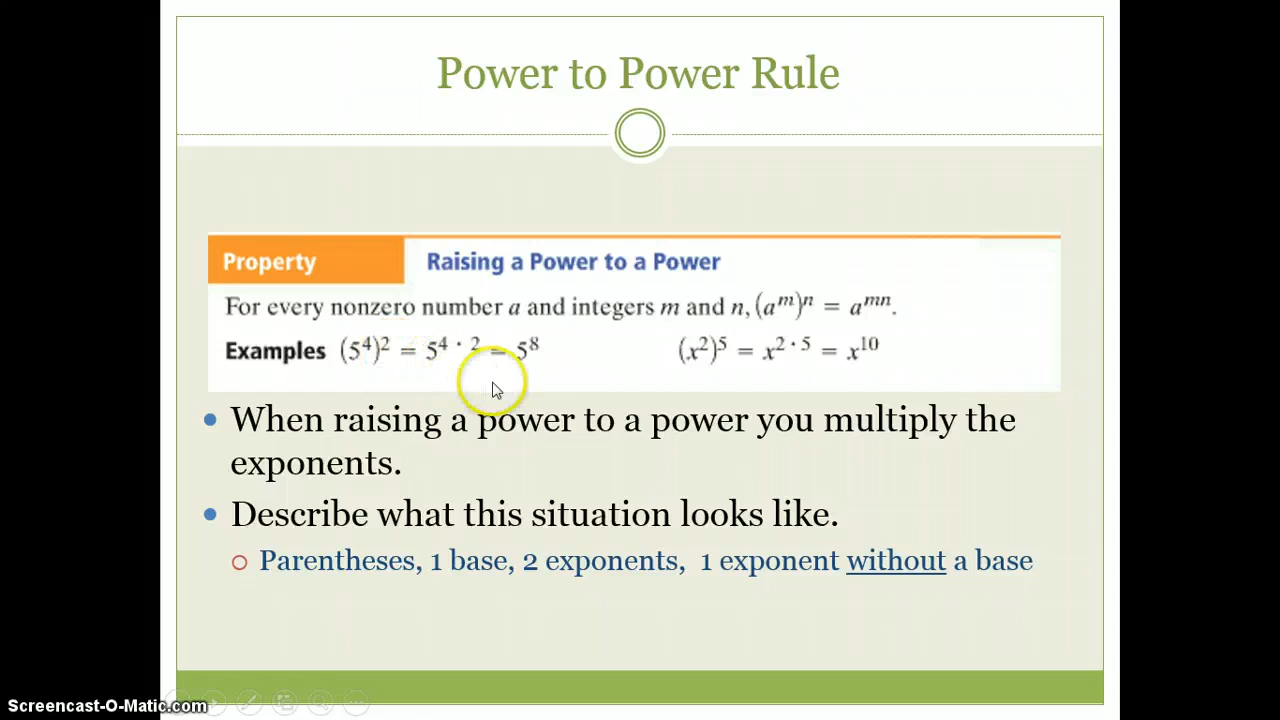 Power to Power Rule
Property Raising a Power to a Power
For every nonzero number a and integers m and n, (a^m)^n = a^mn.
Examples (5^4)^2 = 5^4 · 2 = 5^8 (x^2)^5 = x^2 · 5 = x^10
• When raising a power to a power you multiply the
exponents.
• Describe what this situation looks like.
○ Parentheses, 1 base, 2 exponents, 1 exponent without a base
Screencast-O-Matic.com